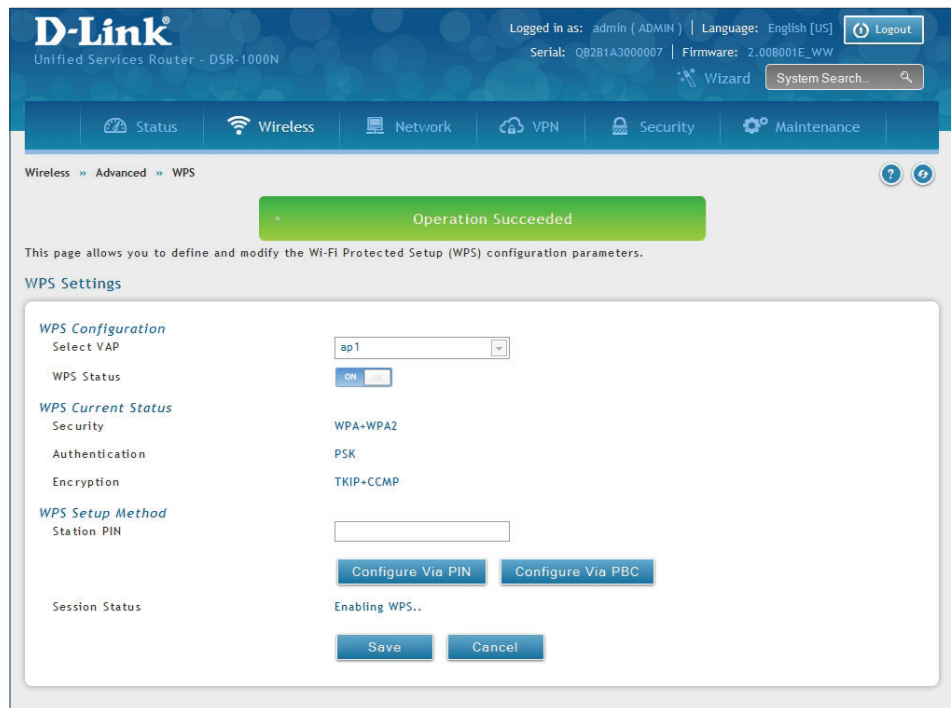 D-Link
Unified Services Router - DSR-1000N
Logged in as: admin ( ADMIN ) | Language: English [US]
Logout
Serial: QB2B1A3000007 | Firmware: 2.00B001E_WW
Wizard
System Search...
Status
Wireless
Network
VPN
Security
Maintenance
Wireless » Advanced » WPS
?
Operation Succeeded
This page allows you to define and modify the Wi-Fi Protected Setup (WPS) configuration parameters.
WPS Settings
WPS Configuration
Select VAP
ap1
WPS Status
ON
WPS Current Status
Security
WPA+WPA2
Authentication
PSK
Encryption
TKIP+CCMP
WPS Setup Method
Station PIN
Configure Via PIN
Configure Via PBC
Session Status
Enabling WPS..
Save
Cancel